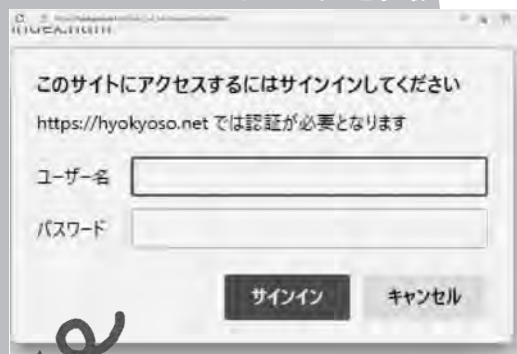 index.html
このサイトにアクセスするにはサインインしてください
https://hyokyoso.net では認証が必要となります
ユーザー名
パスワード
サインイン
キャンセル